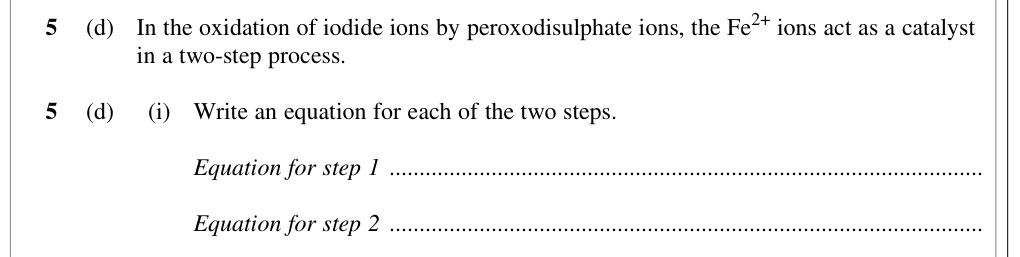 5 (d) In the oxidation of iodide ions by peroxodisulphate ions, the Fe²⁺ ions act as a catalyst
in a two-step process.
5 (d) (i) Write an equation for each of the two steps.
Equation for step 1 ....................................................................................................
Equation for step 2 ....................................................................................................